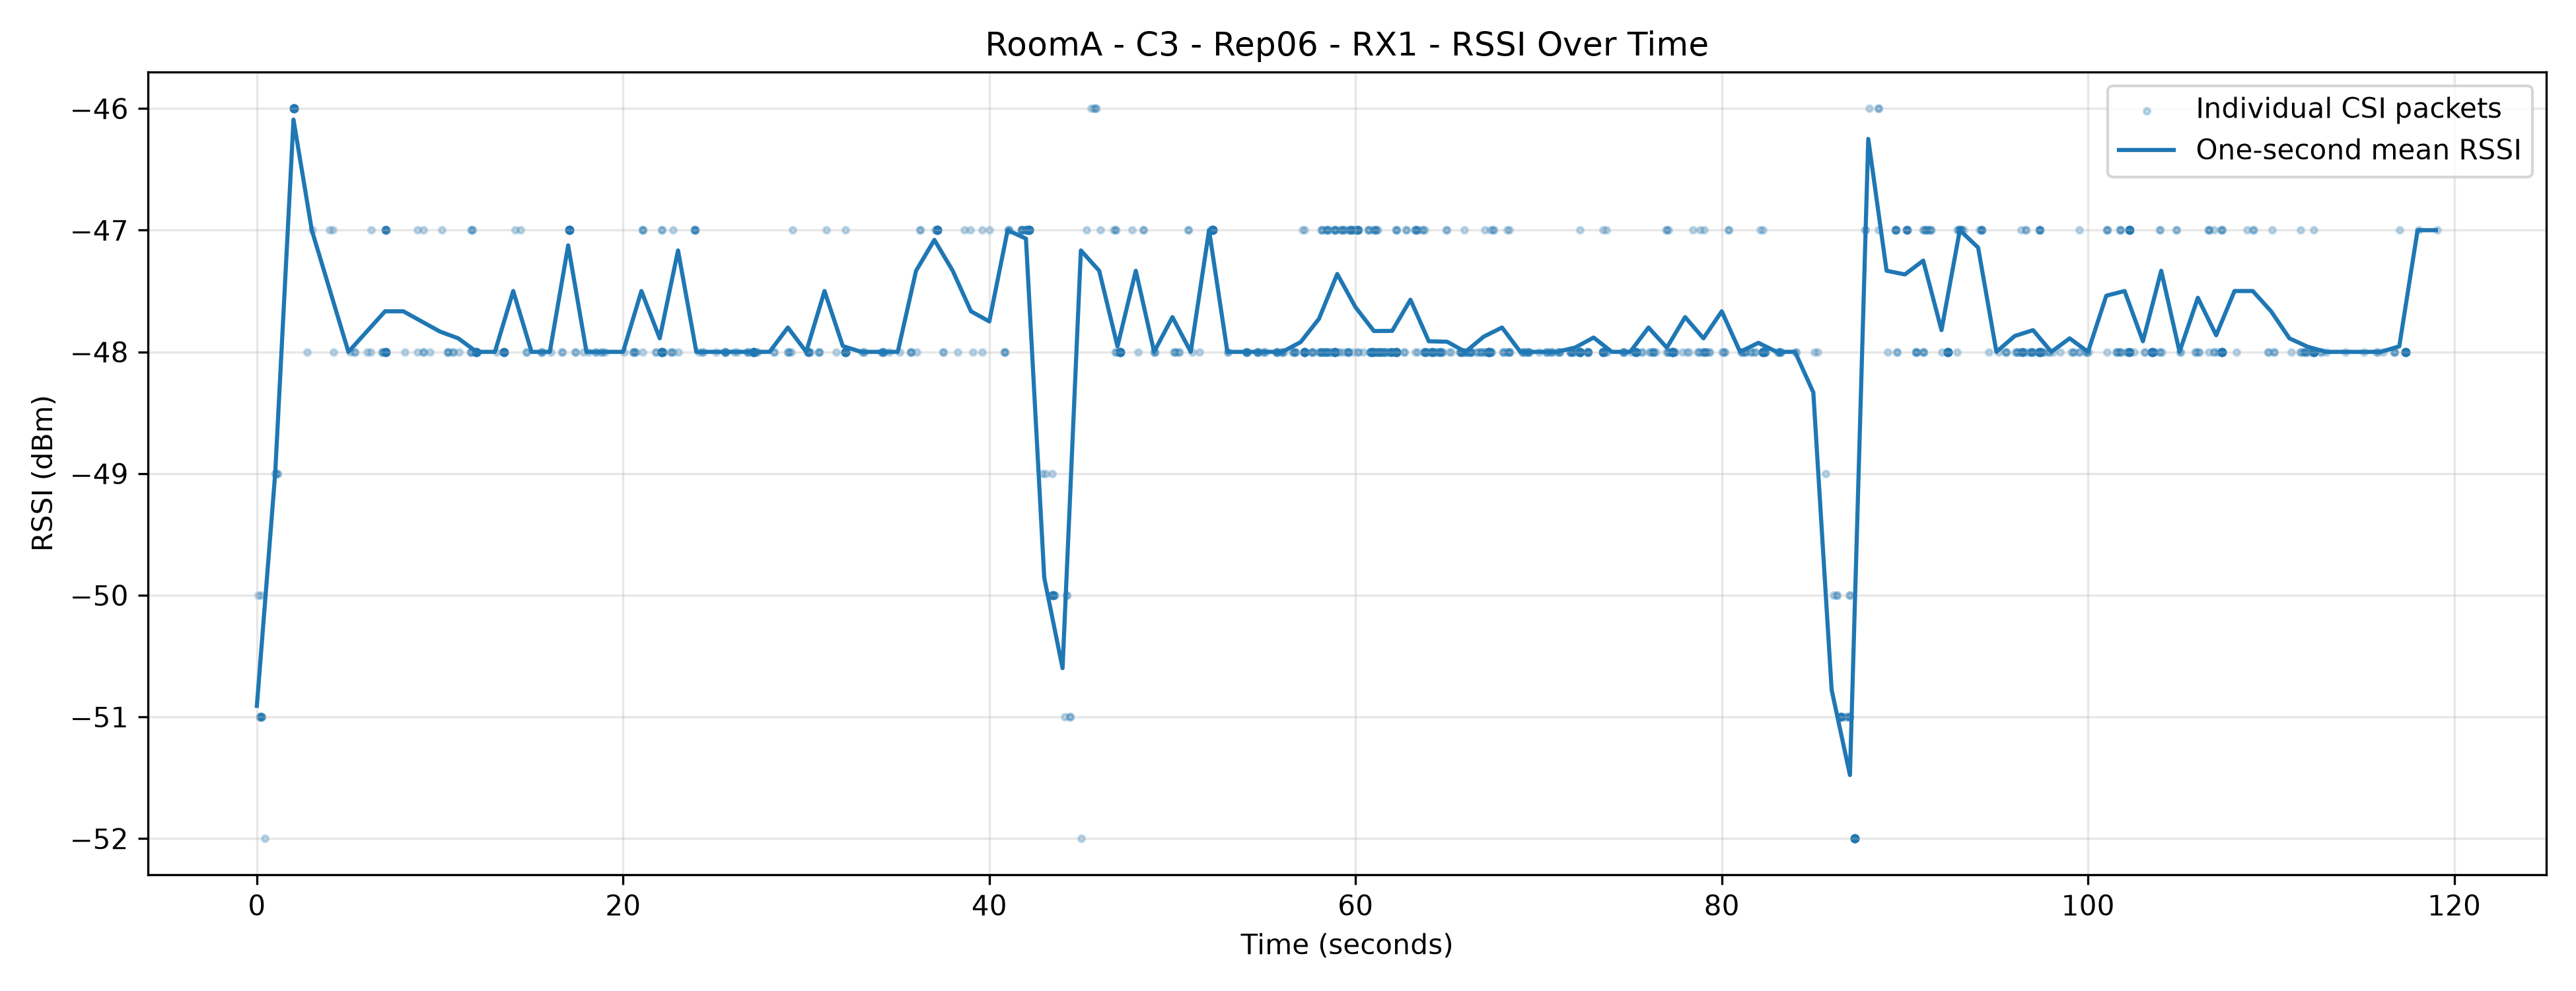 RoomA - C3 - Rep06 - RX1 - RSSI Over Time
Individual CSI packets
One-second mean RSSI
RSSI (dBm)
−46
−47
−48
−49
−50
−51
−52
0 20 40 60 80 100 120
Time (seconds)